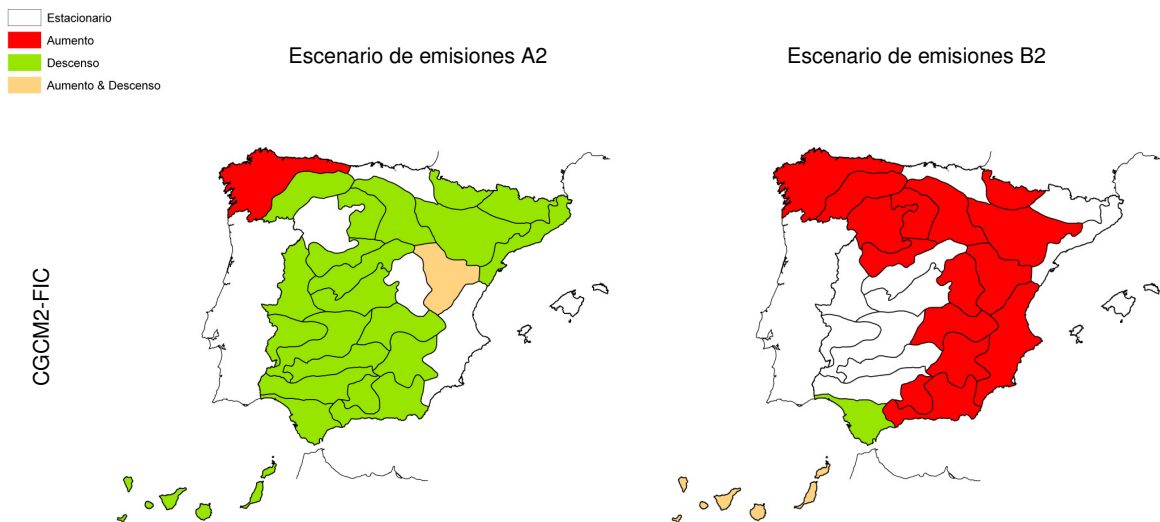 Estacionario
Aumento
Descenso
Aumento & Descenso
Escenario de emisiones A2
Escenario de emisiones B2
CGCM2-FIC